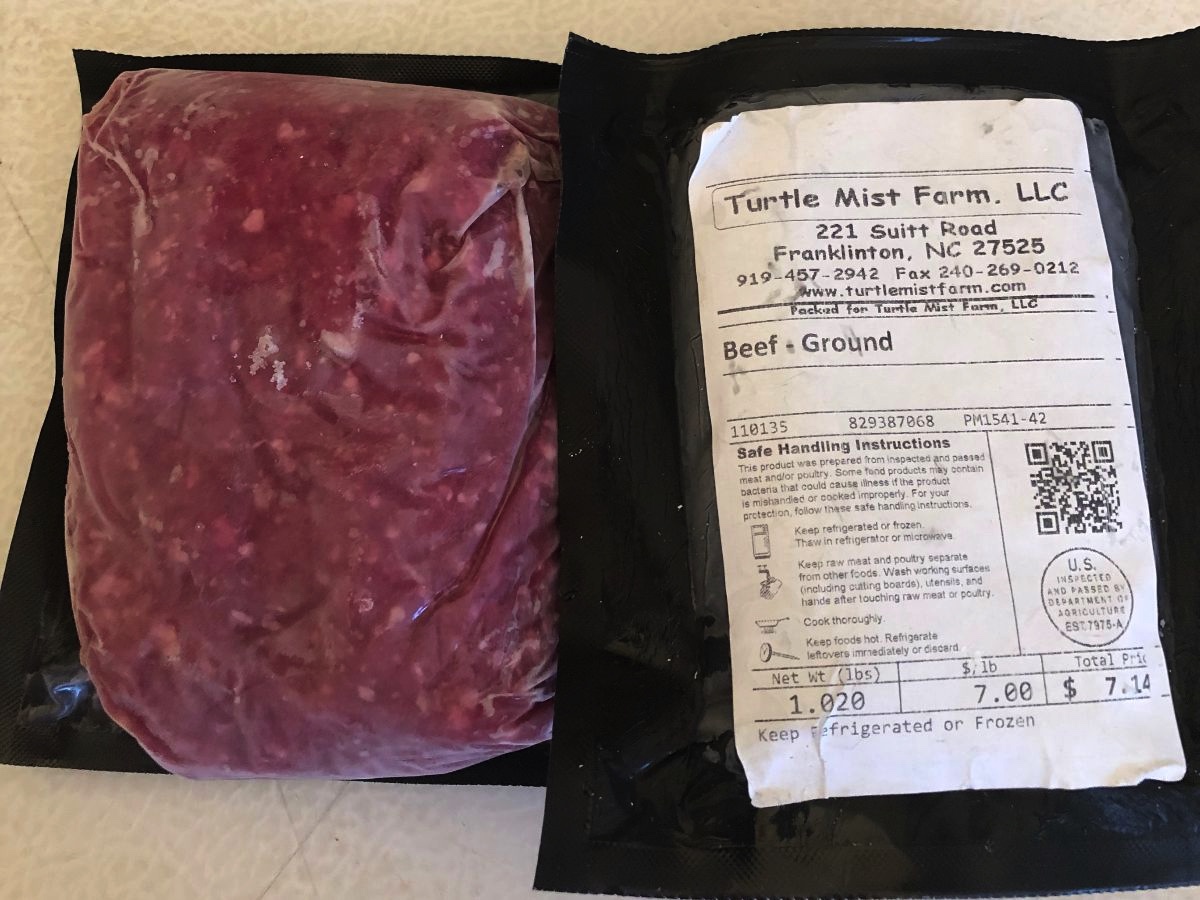 Turtle Mist Farm. LLC
221 Suitt Road
Franklinton, NC 27525
919-457-2942 Fax 240-269-0212
www.turtlemistfarm.com
Packed for Turtle Mist Farm, LLC
Beef - Ground
110135 829387068 PM1541-42
Safe Handling Instructions
This product was prepared from inspected and passed
meat and/or poultry. Some food products may contain
bacteria that could cause illness if the product
is mishandled or cooked improperly. For your
protection, follow these safe handling instructions.
Keep refrigerated or frozen.
Thaw in refrigerator or microwave.
Keep raw meat and poultry separate
from other foods. Wash working surfaces
(including cutting boards), utensils, and
hands after touching raw meat or poultry.
Cook thoroughly.
Keep foods hot. Refrigerate
leftovers immediately or discard.
U.S.
INSPECTED
AND PASSED BY
DEPARTMENT OF
AGRICULTURE
EST.7975-A
Net Wt (lbs) $/lb Total Pric
1.020 7.00 $ 7.14
Keep Refrigerated or Frozen